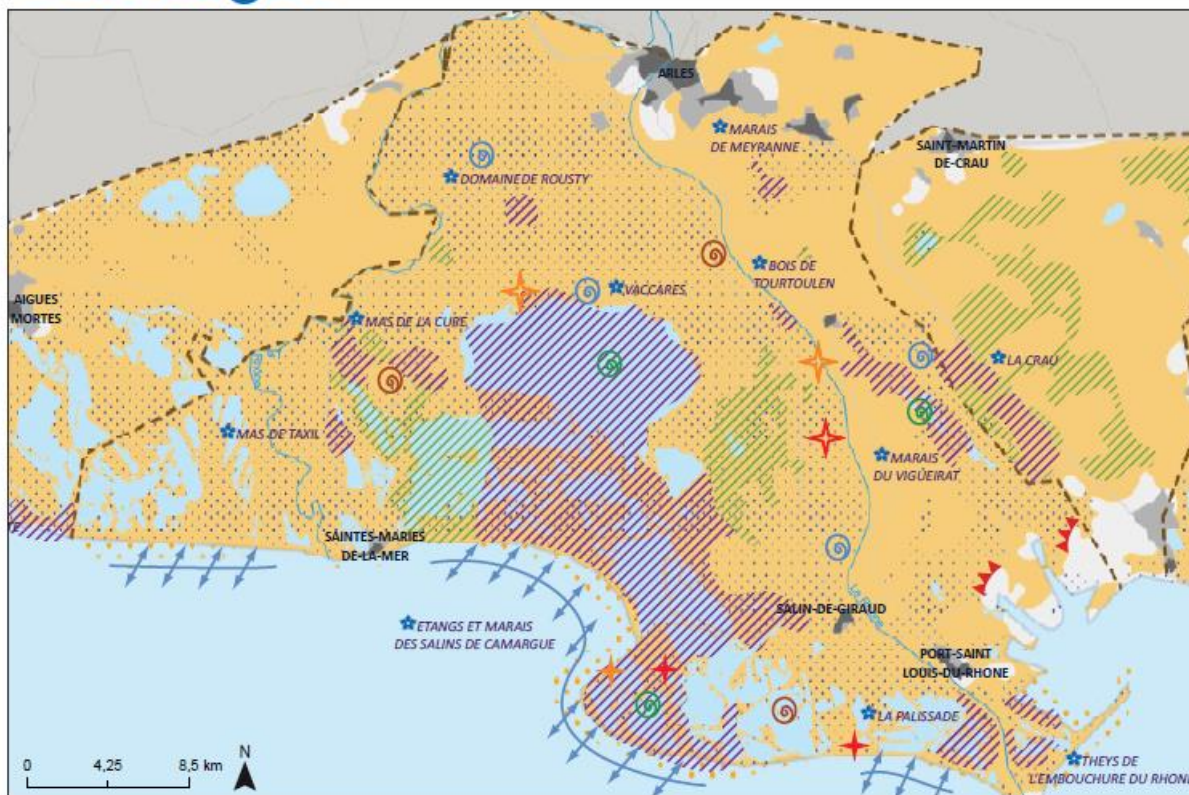 ARLES
MARAIS
DE MEYRANNE
SAINT-MARTIN
DE-CRAU
DOMAINE DE ROUSTY
BOIS DE
TOURTOULEN
VACCARES
AIGUES
MORTES
MAS DE LA CURE
LA CRAU
MAS DE TAXIL
MARAIS
DU VIGUEIRAT
SAINTES-MARIES
DE-LA-MER
ETANGS ET MARAIS
DES SALINS DE CAMARGUE
SALIN-DE-GIRAUD
PORT-SAINT
LOUIS-DU-RHONE
LA PALISSADE
THEYS DE
L'EMBOUCHURE DU RHONE
0 4,25 8,5 km
N